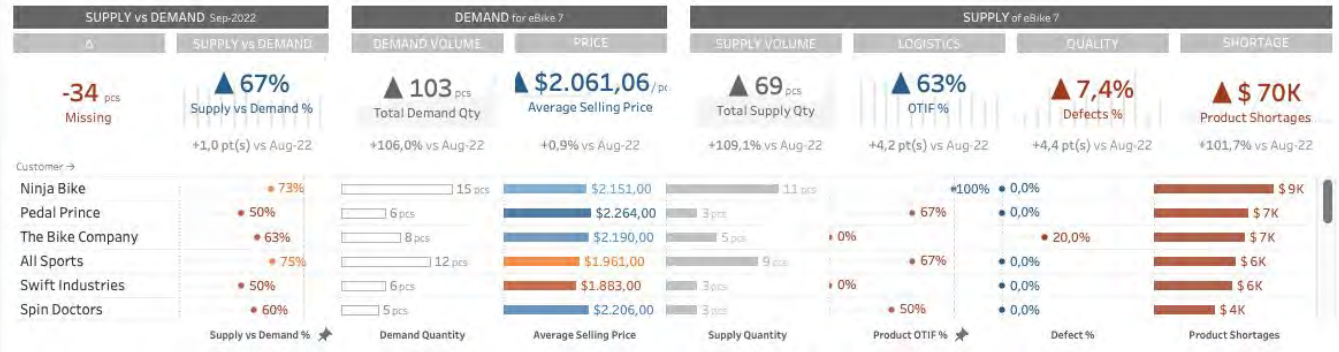 SUPPLY vs DEMAND Sep-2022 DEMAND for eBike 7 SUPPLY of eBike 7
Δ SUPPLY vs DEMAND DEMAND VOLUME PRICE SUPPLY VOLUME LOGISTICS QUALITY SHORTAGE
-34 pcs ▲ 67% ▲ 103 pcs ▲ $2.061,06/pc ▲ 69 pcs ▲ 63% ▲ 7,4% ▲ $ 70K
Missing Supply vs Demand % Total Demand Qty Average Selling Price Total Supply Qty OTIF % Defects % Product Shortages
+1,0 pt(s) vs Aug-22 +106,0% vs Aug-22 +0,9% vs Aug-22 +109,1% vs Aug-22 +4,2 pt(s) vs Aug-22 +4,4 pt(s) vs Aug-22 +101,7% vs Aug-22
Customer →
Ninja Bike 73% 15 pcs $2.151,00 11 pcs 100% 0,0% $ 9K
Pedal Prince 50% 6 pcs $2.264,00 3 pcs 67% 0,0% $ 7K
The Bike Company 63% 8 pcs $2.190,00 5 pcs 0% 20,0% $ 7K
All Sports 75% 12 pcs $1.961,00 9 pcs 67% 0,0% $ 6K
Swift Industries 50% 6 pcs $1.883,00 3 pcs 0% 0,0% $ 6K
Spin Doctors 60% 5 pcs $2.206,00 3 pcs 50% 0,0% $ 4K
Supply vs Demand % Demand Quantity Average Selling Price Supply Quantity Product OTIF % Defect % Product Shortages